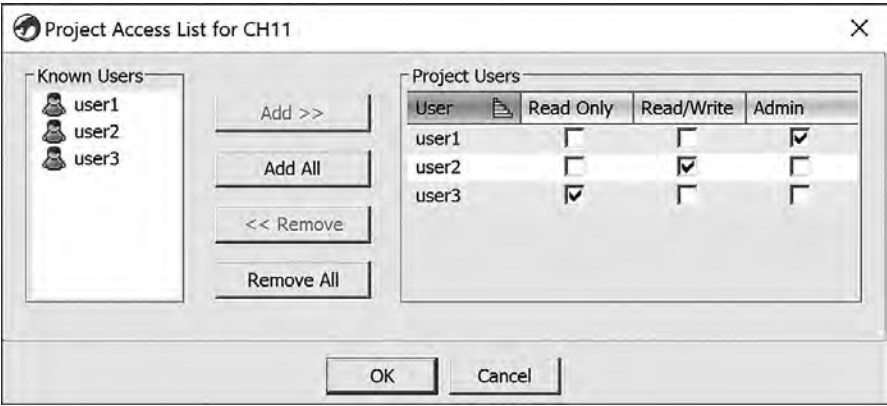 Project Access List for CH11
Known Users
user1
user2
user3
Add >>
Add All
<< Remove
Remove All
Project Users
User Read Only Read/Write Admin
user1
user2
user3
OK Cancel